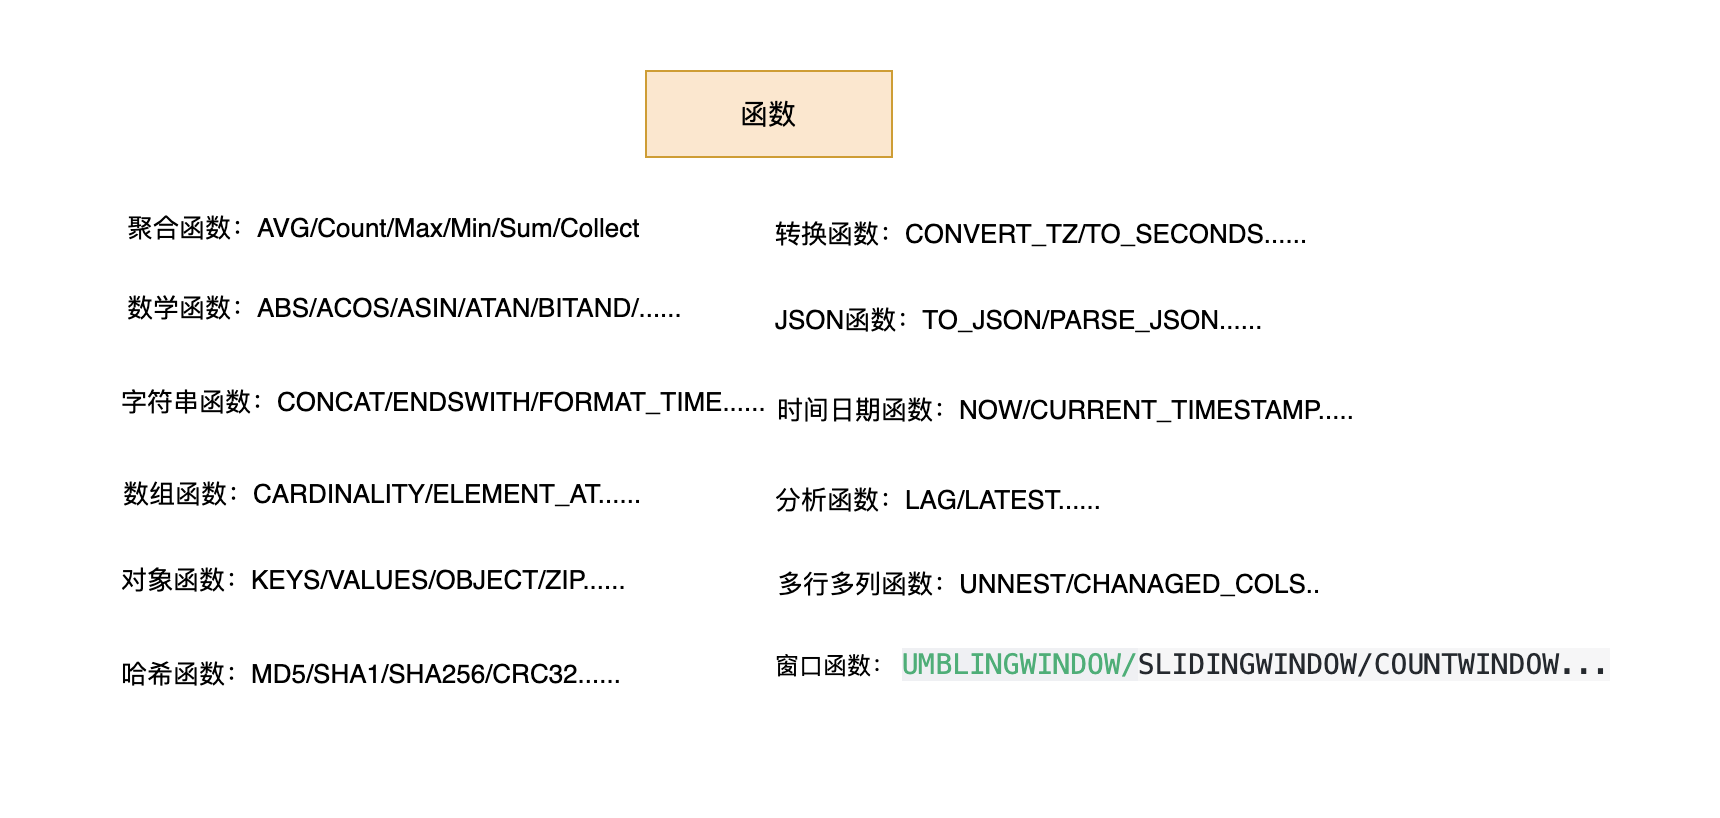 函数
聚合函数：AVG/Count/Max/Min/Sum/Collect
数学函数：ABS/ACOS/ASIN/ATAN/BITAND/......
字符串函数：CONCAT/ENDSWITH/FORMAT_TIME......
数组函数：CARDINALITY/ELEMENT_AT......
对象函数：KEYS/VALUES/OBJECT/ZIP......
哈希函数：MD5/SHA1/SHA256/CRC32......
转换函数：CONVERT_TZ/TO_SECONDS......
JSON函数：TO_JSON/PARSE_JSON......
时间日期函数：NOW/CURRENT_TIMESTAMP.....
分析函数：LAG/LATEST......
多行多列函数：UNNEST/CHANAGED_COLS..
窗口函数：UMBLINGWINDOW/SLIDINGWINDOW/COUNTWINDOW...